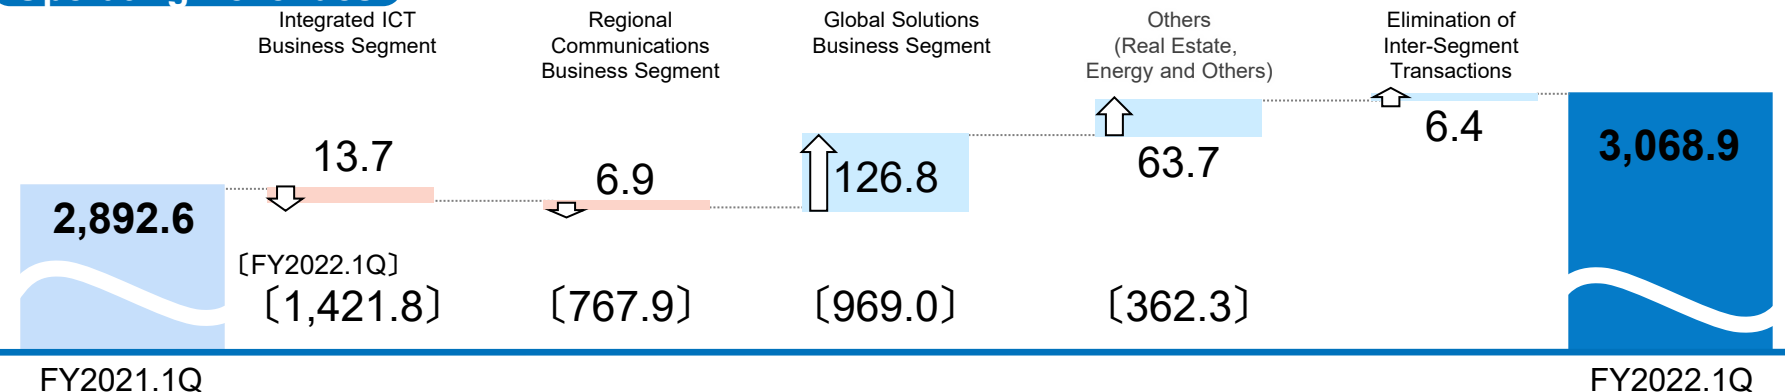 Integrated ICT
Business Segment
Regional
Communications
Business Segment
Global Solutions
Business Segment
Others
(Real Estate,
Energy and Others)
Elimination of
Inter-Segment
Transactions
13.7
6.9
126.8
63.7
6.4
2,892.6
3,068.9
〔FY2022.1Q〕
〔1,421.8〕
〔767.9〕
〔969.0〕
〔362.3〕
FY2021.1Q
FY2022.1Q